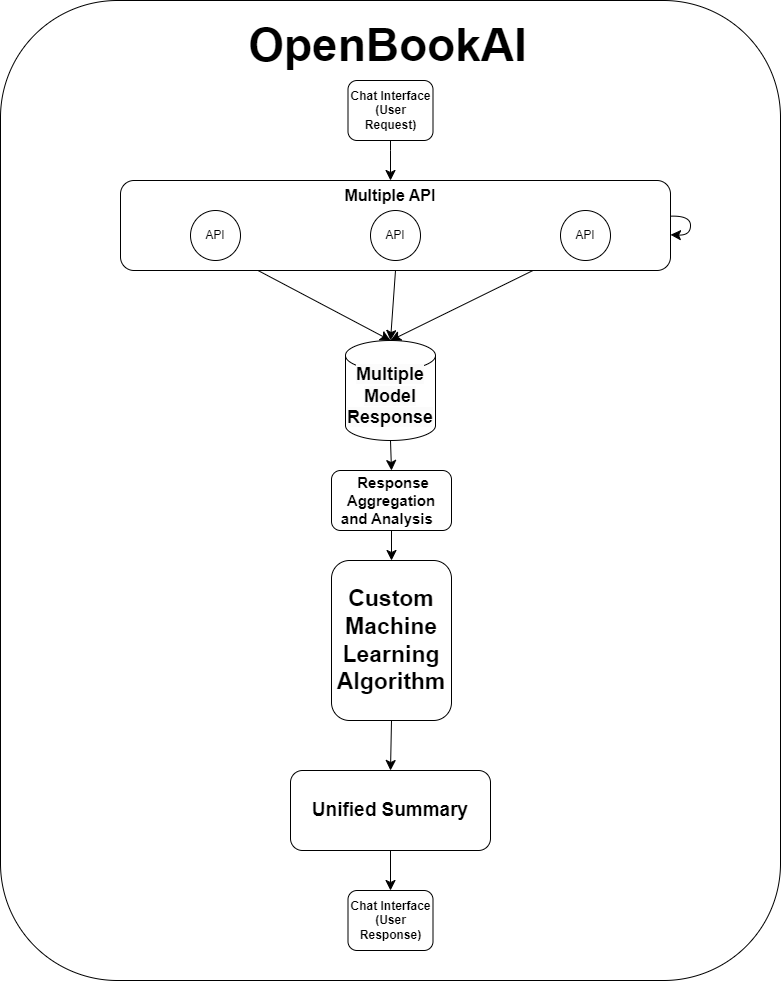 OpenBookAI
Chat Interface
(User
Request)
Multiple API
API
API
API
Multiple
Model
Response
Response
Aggregation
and Analysis
Custom
Machine
Learning
Algorithm
Unified Summary
Chat Interface
(User
Response)